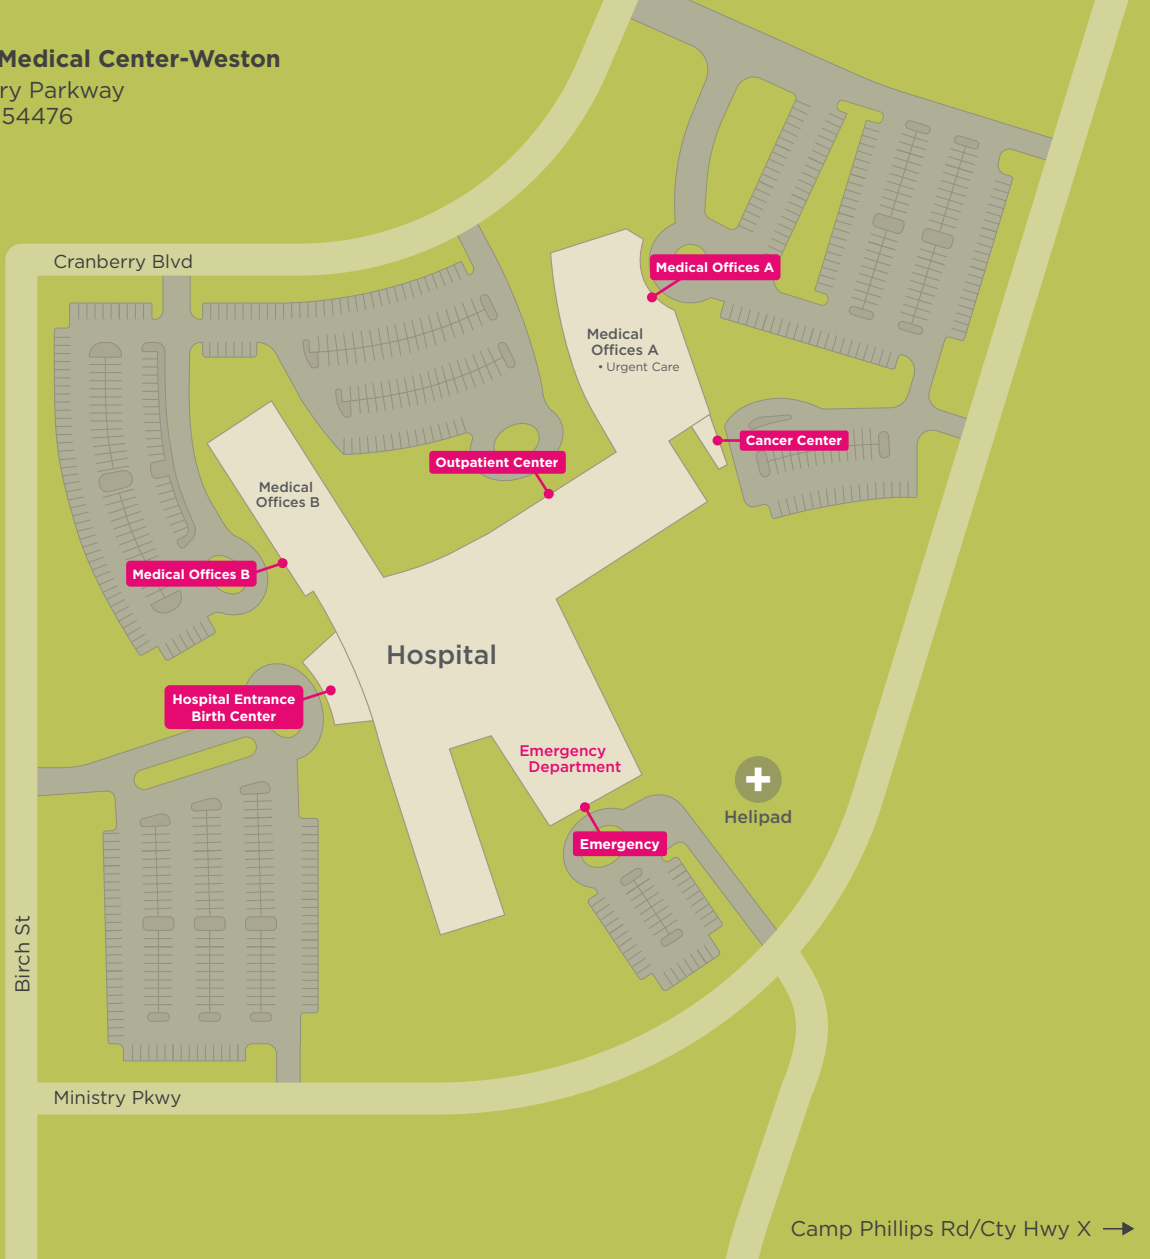 Medical Center-Weston
ry Parkway
54476
Cranberry Blvd
Medical Offices A
Medical
Offices A
• Urgent Care
Cancer Center
Outpatient Center
Medical
Offices B
Medical Offices B
Hospital
Hospital Entrance
Birth Center
Emergency
Department
Helipad
Emergency
Birch St
Ministry Pkwy
Camp Phillips Rd/Cty Hwy X